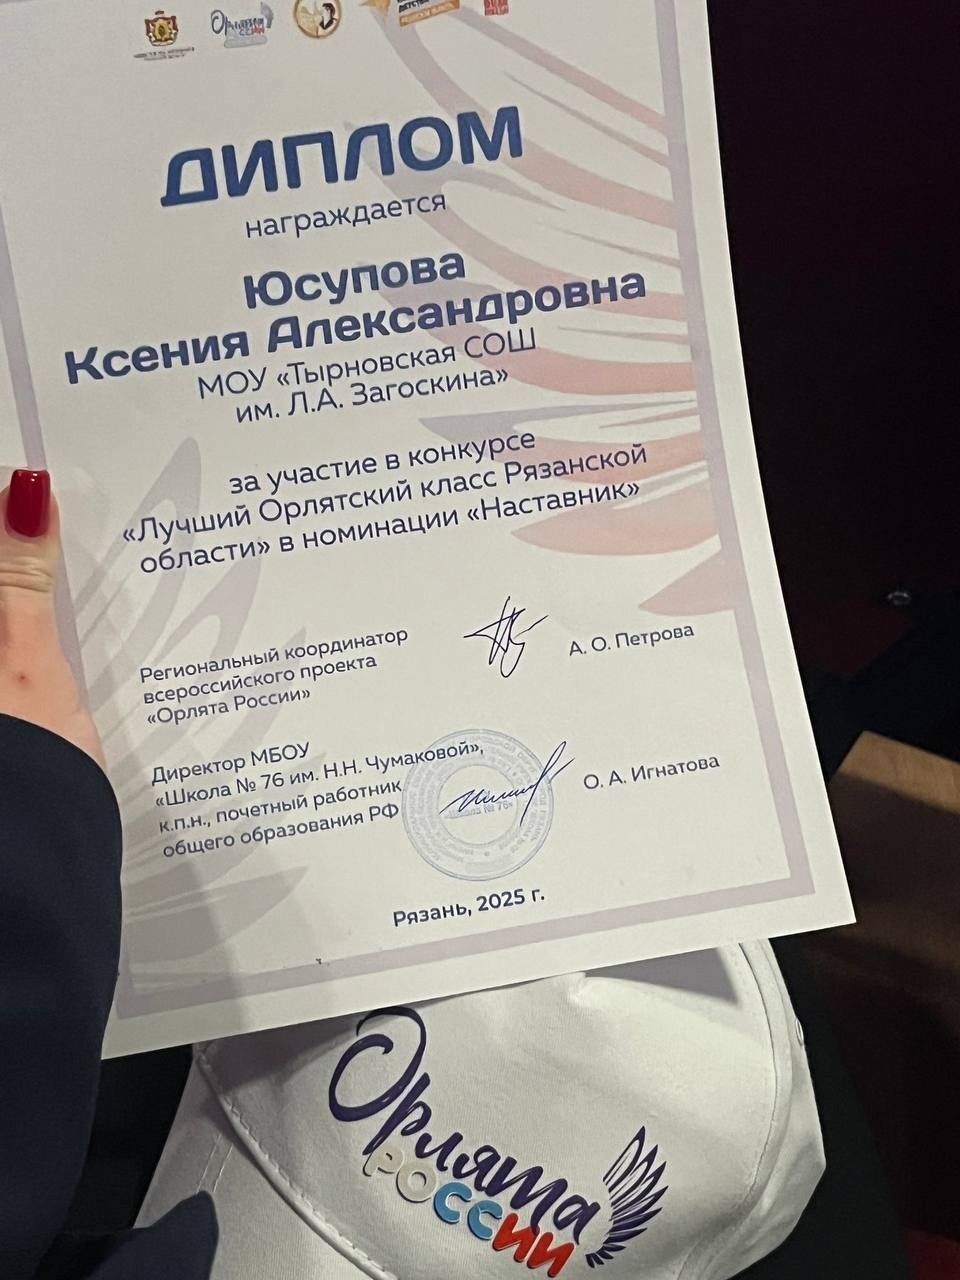 Орлята
России
ДИПЛОМ
награждается
Юсупова
Ксения Александровна
МОУ «Тырновская СОШ
им. Л.А. Загоскина»
за участие в конкурсе
«Лучший Орлятский класс Рязанской
области» в номинации «Наставник»
Региональный координатор
всероссийского проекта
«Орлята России»
А. О. Петрова
Директор МБОУ
«Школа № 76 им. Н.Н. Чумаковой»,
к.п.н., почетный работник
общего образования РФ
О. А. Игнатова
Рязань, 2025 г.
Орлята
РОССИИ